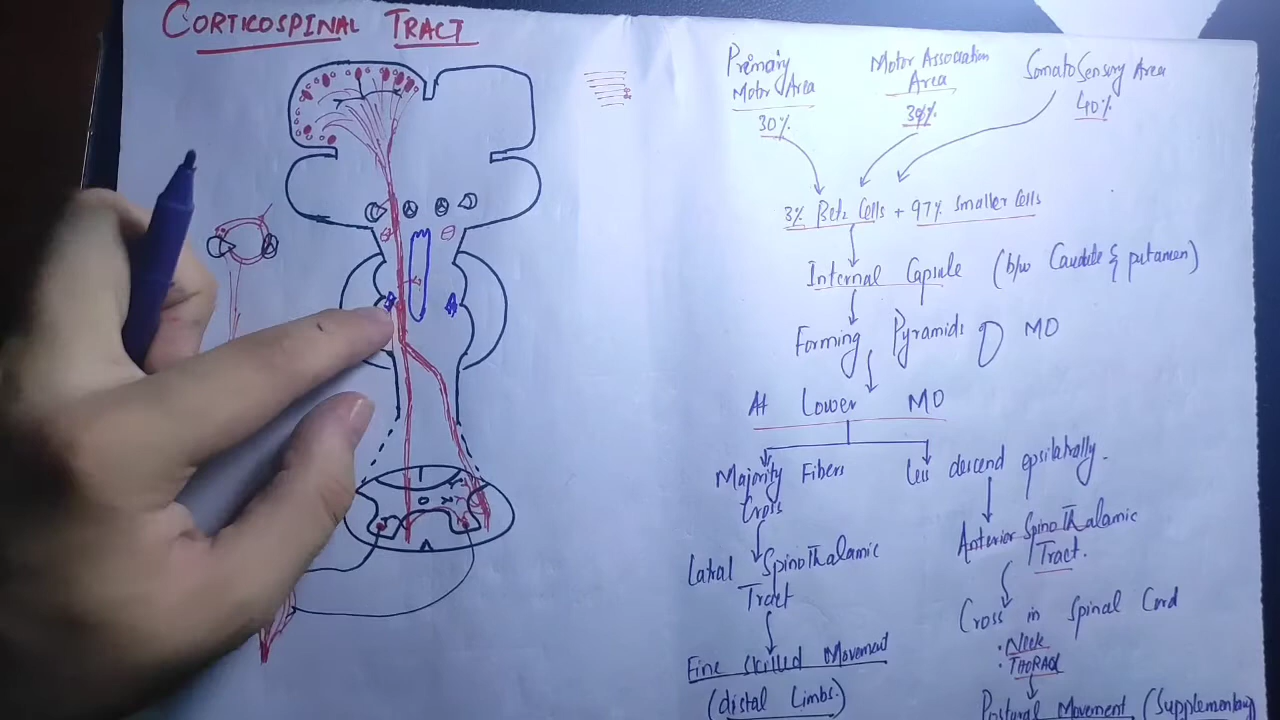 CORTICOSPINAL TRACT
Primary
Motor Area
30%
Motor Association
Area
30%
SomatoSensory Area
40%
3% Betz Cells + 97% smaller cells
Internal Capsule (b/w Caudate & putamen)
Forming Pyramids MO
At Lower MO
Majority Fibers
Cross
Less descend epsilaterally.
Latral SpinoThalamic
Tract
Anterior SpinoThalamic
Tract.
Fine skilled Movement
(distal Limbs.)
Cross in Spinal Cord
• Neck
• THORAX
Postural Movement (Supplementary